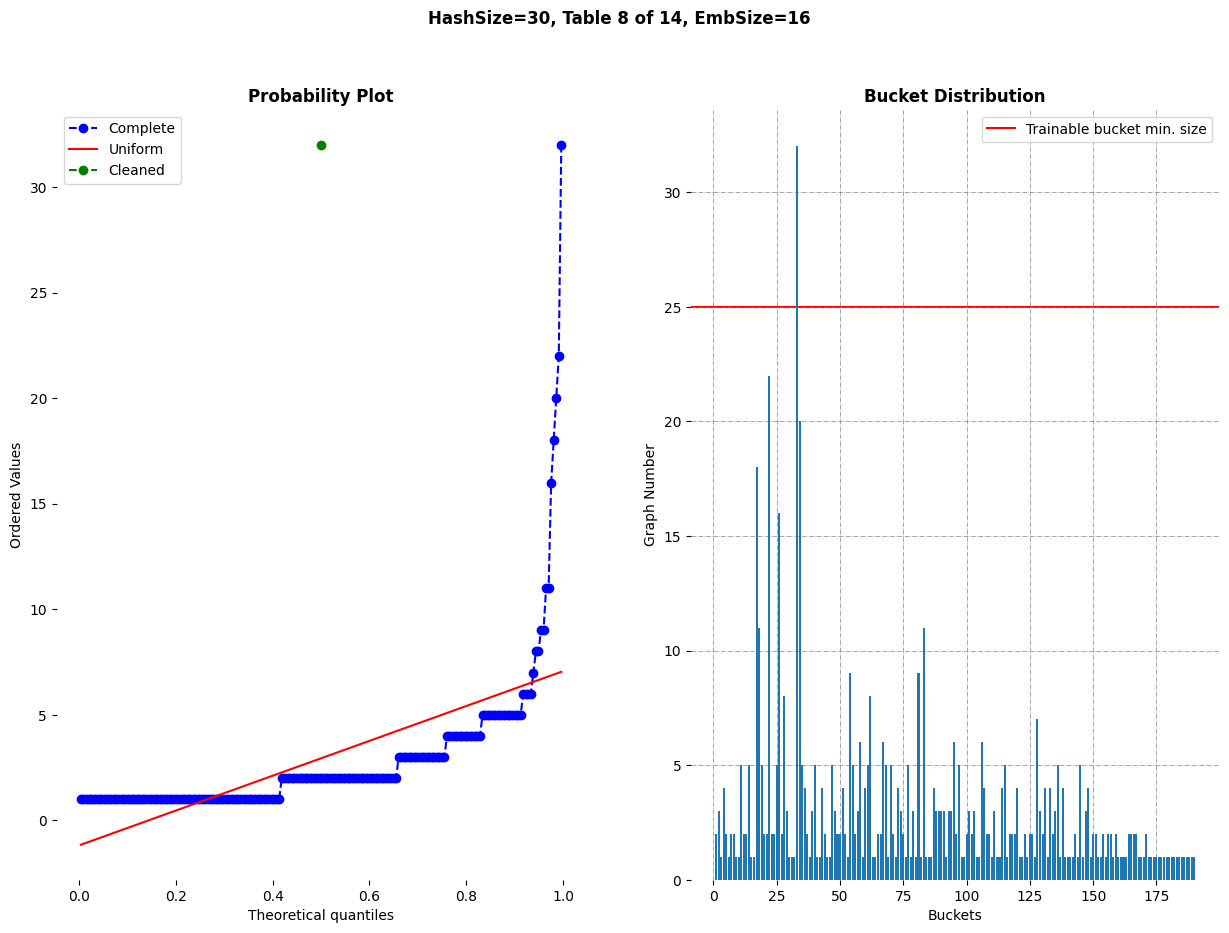 HashSize=30, Table 8 of 14, EmbSize=16
Probability Plot
Complete
Uniform
Cleaned
Ordered Values
30
25
20
15
10
5
0
0.0 0.2 0.4 0.6 0.8 1.0
Theoretical quantiles
Bucket Distribution
Trainable bucket min. size
Graph Number
30
25
20
15
10
5
0
0 25 50 75 100 125 150 175
Buckets